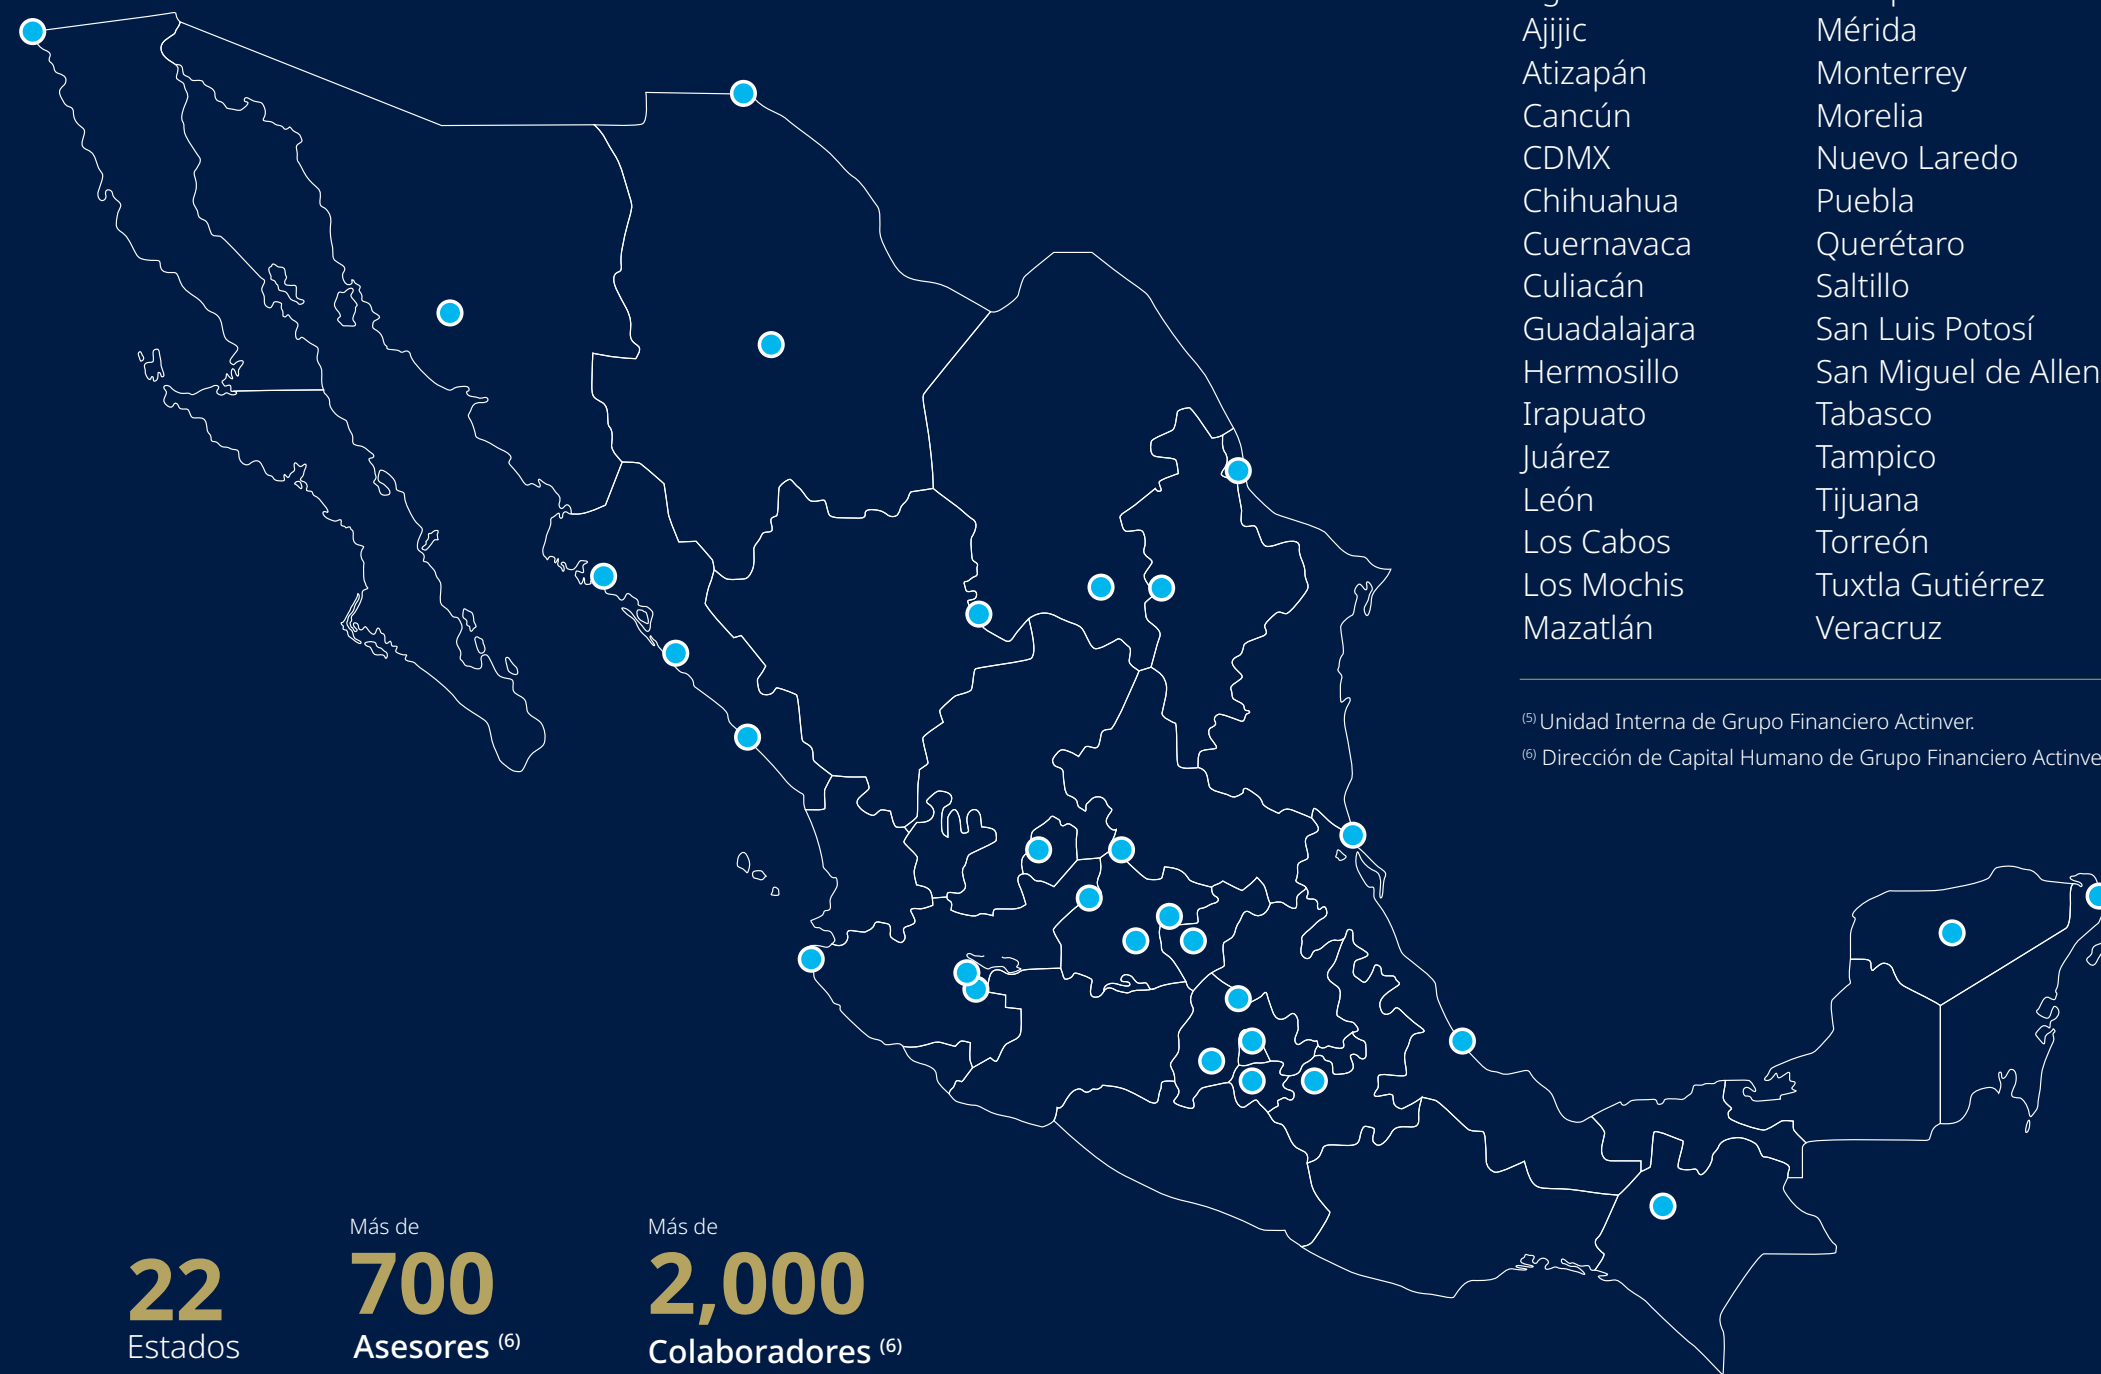 Ajijic
Atizapán
Cancún
CDMX
Chihuahua
Cuernavaca
Culiacán
Guadalajara
Hermosillo
Irapuato
Juárez
León
Los Cabos
Los Mochis
Mazatlán
Mérida
Monterrey
Morelia
Nuevo Laredo
Puebla
Querétaro
Saltillo
San Luis Potosí
San Miguel de Allen
Tabasco
Tampico
Tijuana
Torreón
Tuxtla Gutiérrez
Veracruz
(5) Unidad Interna de Grupo Financiero Actinver.
(6) Dirección de Capital Humano de Grupo Financiero Actinve
22
Estados
Más de
700
Asesores (6)
Más de
2,000
Colaboradores (6)